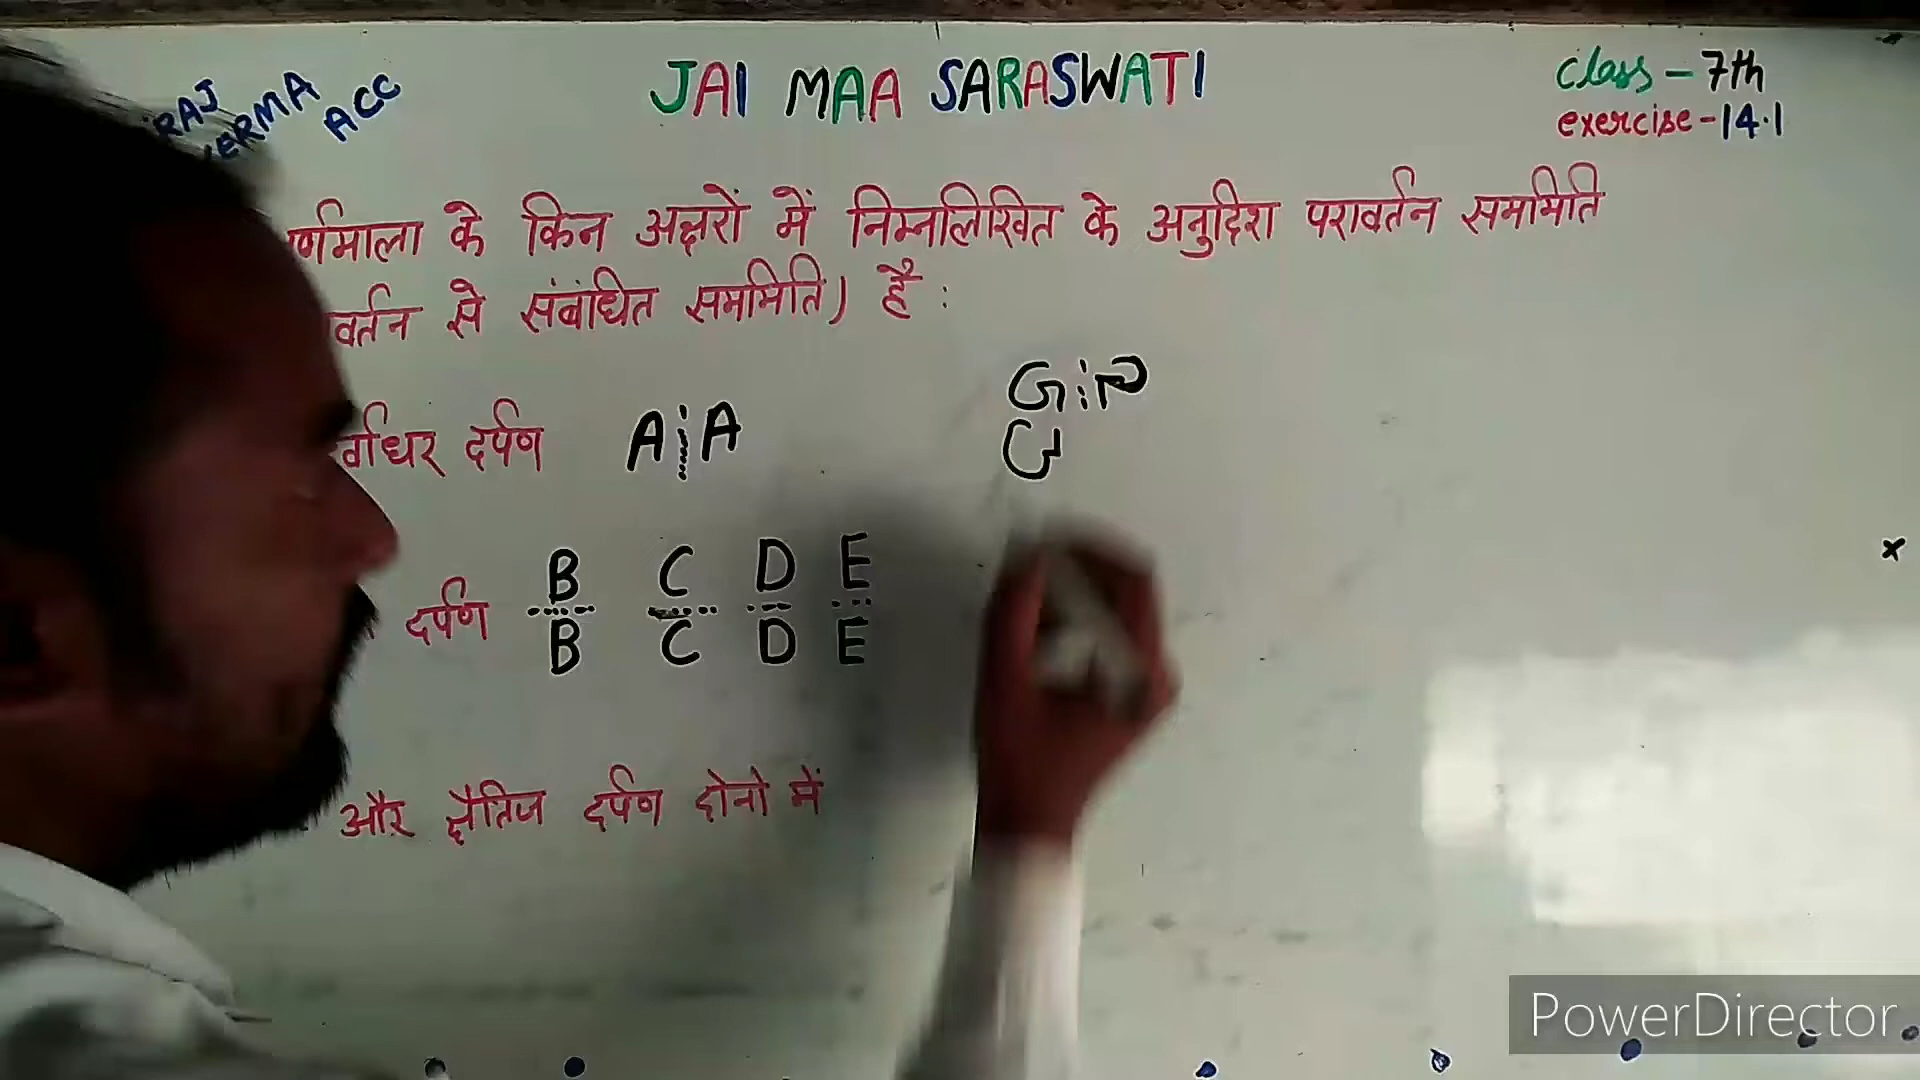 JAI MAA SARASWATI
RAJ
VERMA
ACC
class - 7th
exercise - 14.1
र्णमाला के किन अक्षरों में निम्नलिखित के अनुदिश परावर्तन सममिति
वर्तन से संबंधित सममिति) है :
र्वाधर दर्पण A A
G
दर्पण B C D E
B C D E
और क्षैतिज दर्पण दोनो में
x
PowerDirector